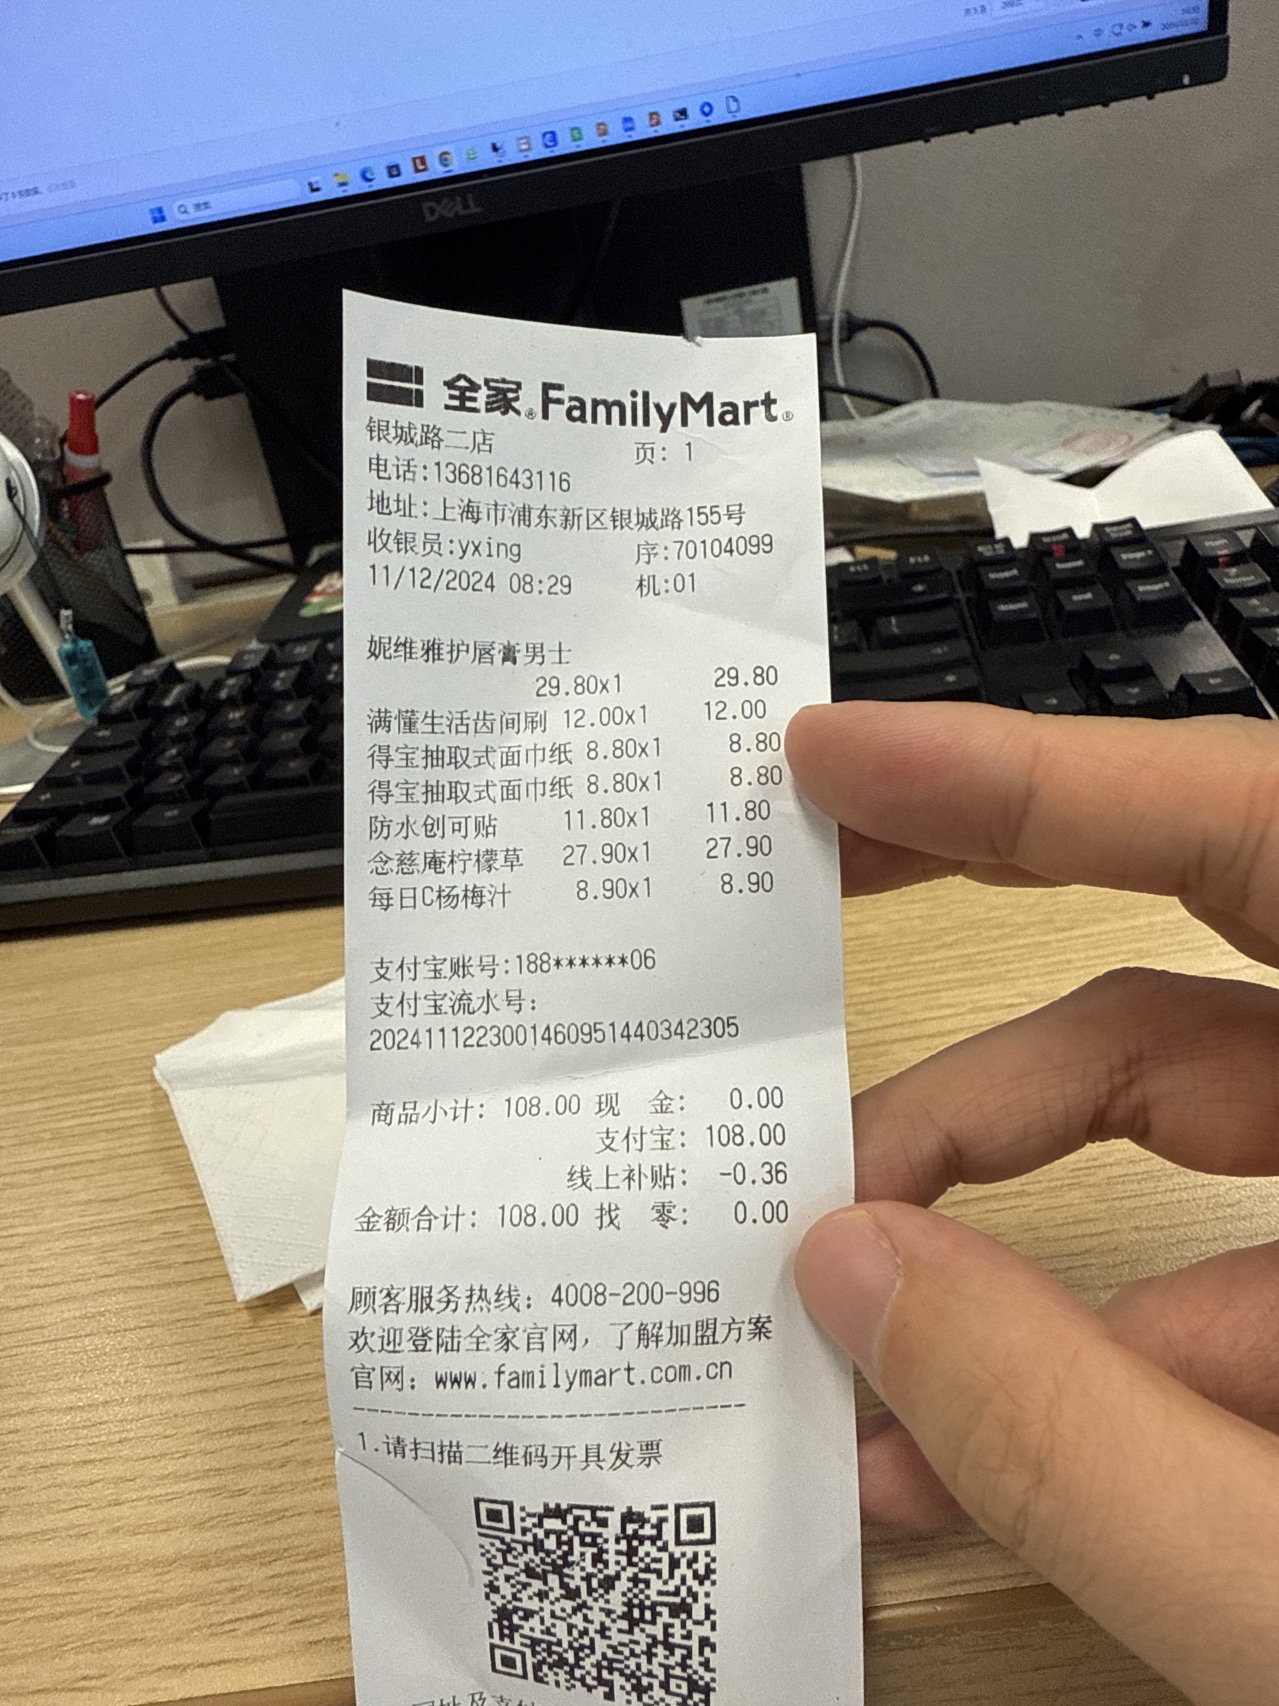 搜索
DELL
全家® FamilyMart®
银城路二店 页: 1
电话:13681643116
地址:上海市浦东新区银城路155号
收银员:yxing 序:70104099
11/12/2024 08:29 机:01
妮维雅护唇膏男士
29.80x1 29.80
满懂生活齿间刷 12.00x1 12.00
得宝抽取式面巾纸 8.80x1 8.80
得宝抽取式面巾纸 8.80x1 8.80
防水创可贴 11.80x1 11.80
念慈庵柠檬草 27.90x1 27.90
每日C杨梅汁 8.90x1 8.90
支付宝账号:188******06
支付宝流水号:
2024111223001460951440342305
商品小计: 108.00 现 金: 0.00
支付宝: 108.00
线上补贴: -0.36
金额合计: 108.00 找 零: 0.00
顾客服务热线: 4008-200-996
欢迎登陆全家官网, 了解加盟方案
官网: www.familymart.com.cn
--------------------------------
1.请扫描二维码开具发票